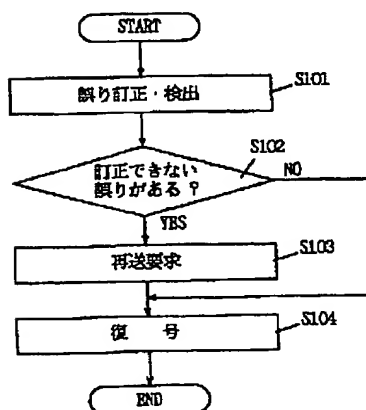 START
誤り訂正・検出
S101
訂正できない
誤りがある?
S102
NO
YES
再送要求
S103
復 号
S104
END